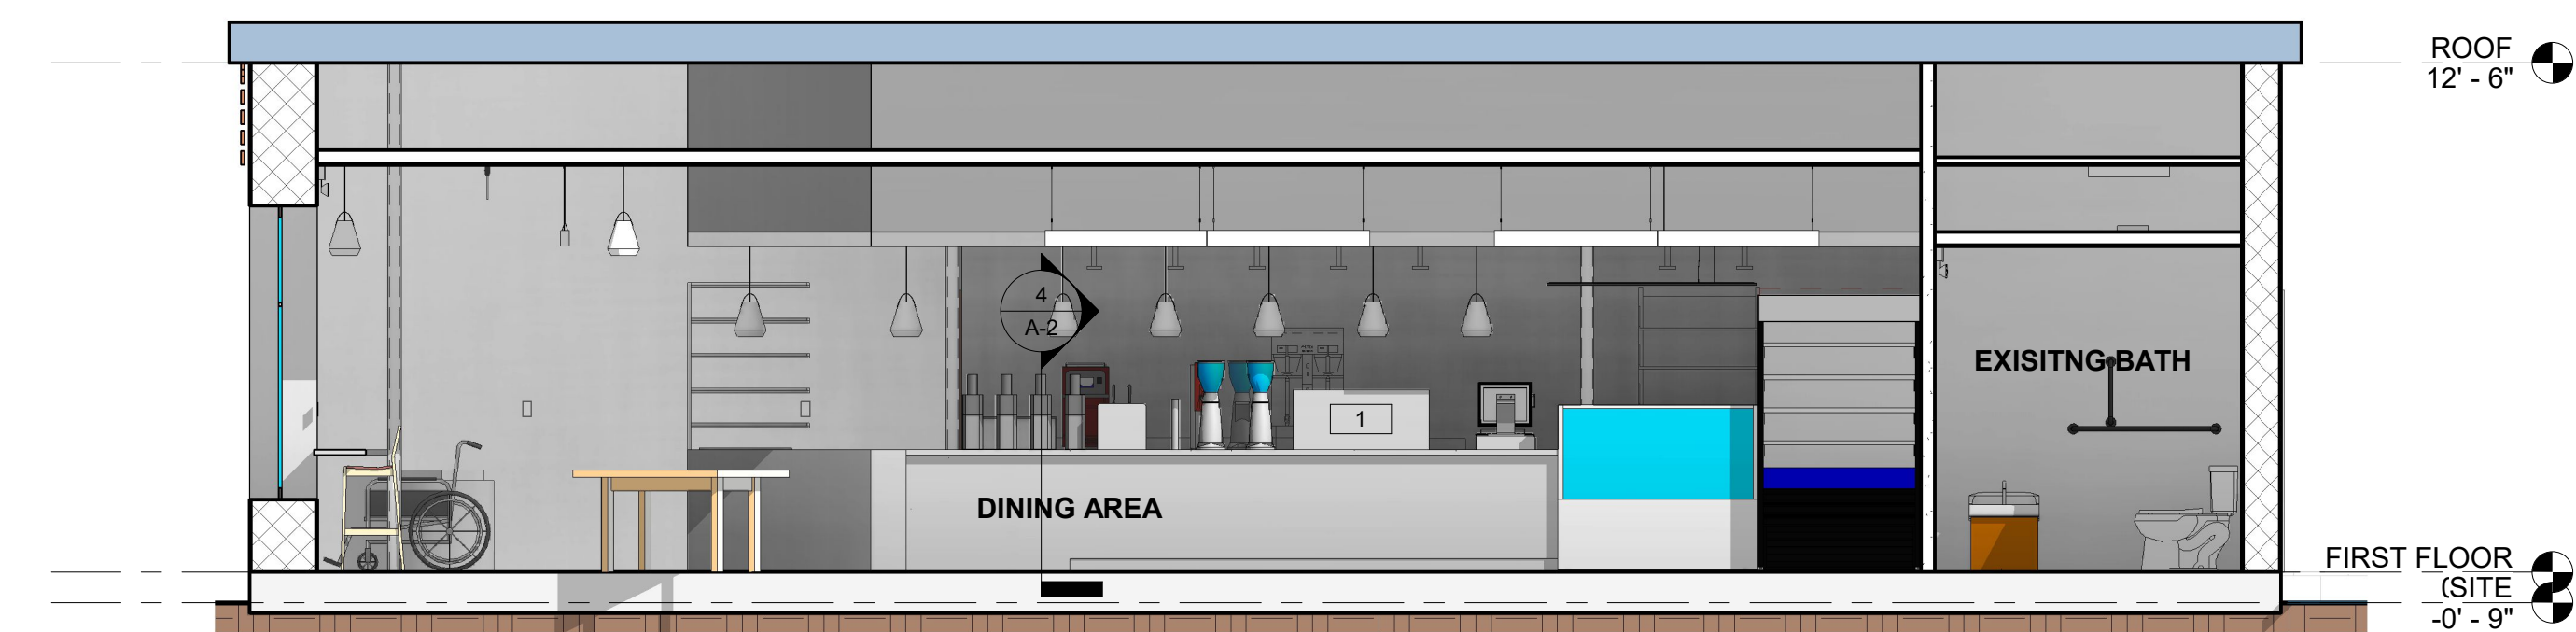 ROOF
12' - 6"
4
A-2
1
EXISITNG BATH
DINING AREA
FIRST FLOOR
(SITE
-0' - 9"